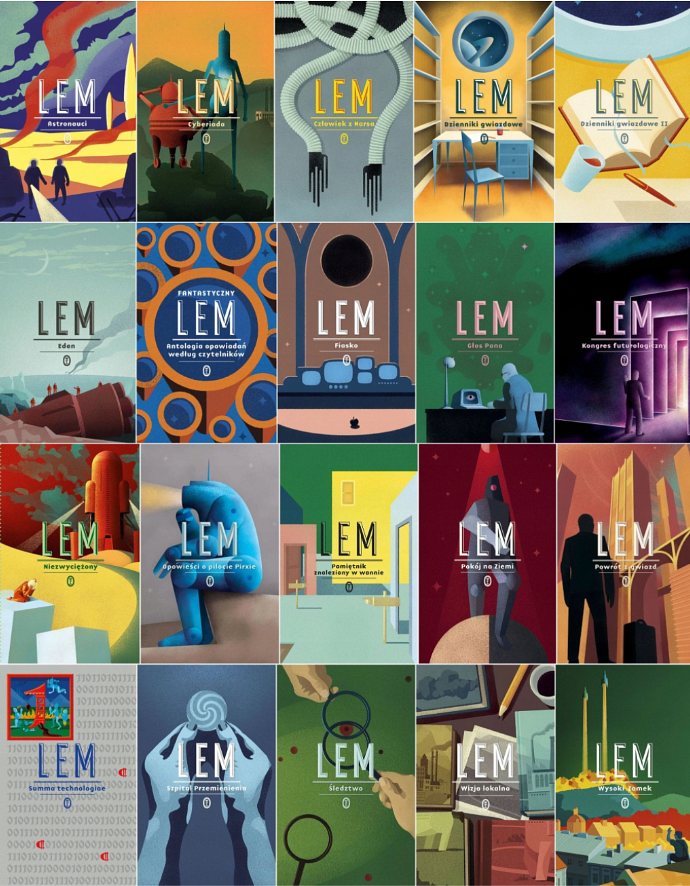 LEM
Astronauci
LEM
Cyberiada
LEM
Człowiek z Marsa
LEM
Dzienniki gwiazdowe
LEM
Dzienniki gwiazdowe II
LEM
Eden
FANTASTYCZNY
LEM
Antologia opowiadań
według czytelników
LEM
Fiasko
LEM
Głos Pana
LEM
Kongres futurologiczny
LEM
Niezwyciężony
LEM
Opowieści o pilocie Pirxie
LEM
Pamiętnik
znaleziony w wannie
LEM
Pokój na Ziemi
LEM
Powrót z gwiazd
1
LEM
Summa technologiae
LEM
Szpital Przemienienia
LEM
Śledztwo
LEM
Wizja lokalna
LEM
Wysoki Zamek